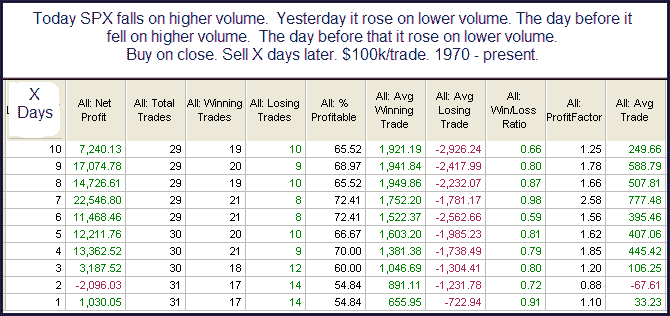 Today SPX falls on higher volume. Yesterday it rose on lower volume. The day before it
fell on higher volume. The day before that it rose on lower volume.
Buy on close. Sell X days later. $100k/trade. 1970 - present.
X Days All: Net Profit All: Total Trades All: Winning Trades All: Losing Trades All: % Profitable All: Avg Winning Trade All: Avg Losing Trade All: Win/Loss Ratio All: ProfitFactor All: Avg Trade
10 7,240.13 29 19 10 65.52 1,921.19 -2,926.24 0.66 1.25 249.66
9 17,074.78 29 20 9 68.97 1,941.84 -2,417.99 0.80 1.78 588.79
8 14,726.61 29 19 10 65.52 1,949.86 -2,232.07 0.87 1.66 507.81
7 22,546.80 29 21 8 72.41 1,752.20 -1,781.17 0.98 2.58 777.48
6 11,468.46 29 21 8 72.41 1,522.37 -2,562.66 0.59 1.56 395.46
5 12,211.76 30 20 10 66.67 1,603.20 -1,985.23 0.81 1.62 407.06
4 13,362.52 30 21 9 70.00 1,381.38 -1,738.49 0.79 1.85 445.42
3 3,187.52 30 18 12 60.00 1,046.69 -1,304.41 0.80 1.20 106.25
2 -2,096.03 31 17 14 54.84 891.11 -1,231.78 0.72 0.88 -67.61
1 1,030.05 31 17 14 54.84 655.95 -722.94 0.91 1.10 33.23